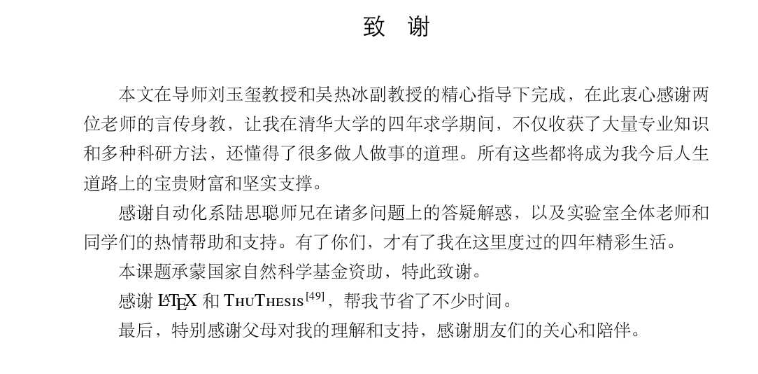 致 谢
本文在导师刘玉玺教授和吴热冰副教授的精心指导下完成，在此衷心感谢两
位老师的言传身教，让我在清华大学的四年求学期间，不仅收获了大量专业知识
和多种科研方法，还懂得了很多做人做事的道理。所有这些都将成为我今后人生
道路上的宝贵财富和坚实支撑。
感谢自动化系陆思聪师兄在诸多问题上的答疑解惑，以及实验室全体老师和
同学们的热情帮助和支持。有了你们，才有了我在这里度过的四年精彩生活。
本课题承蒙国家自然科学基金资助，特此致谢。
感谢 LATEX 和 THUTHESIS[49]，帮我节省了不少时间。
最后，特别感谢父母对我的理解和支持，感谢朋友们的关心和陪伴。